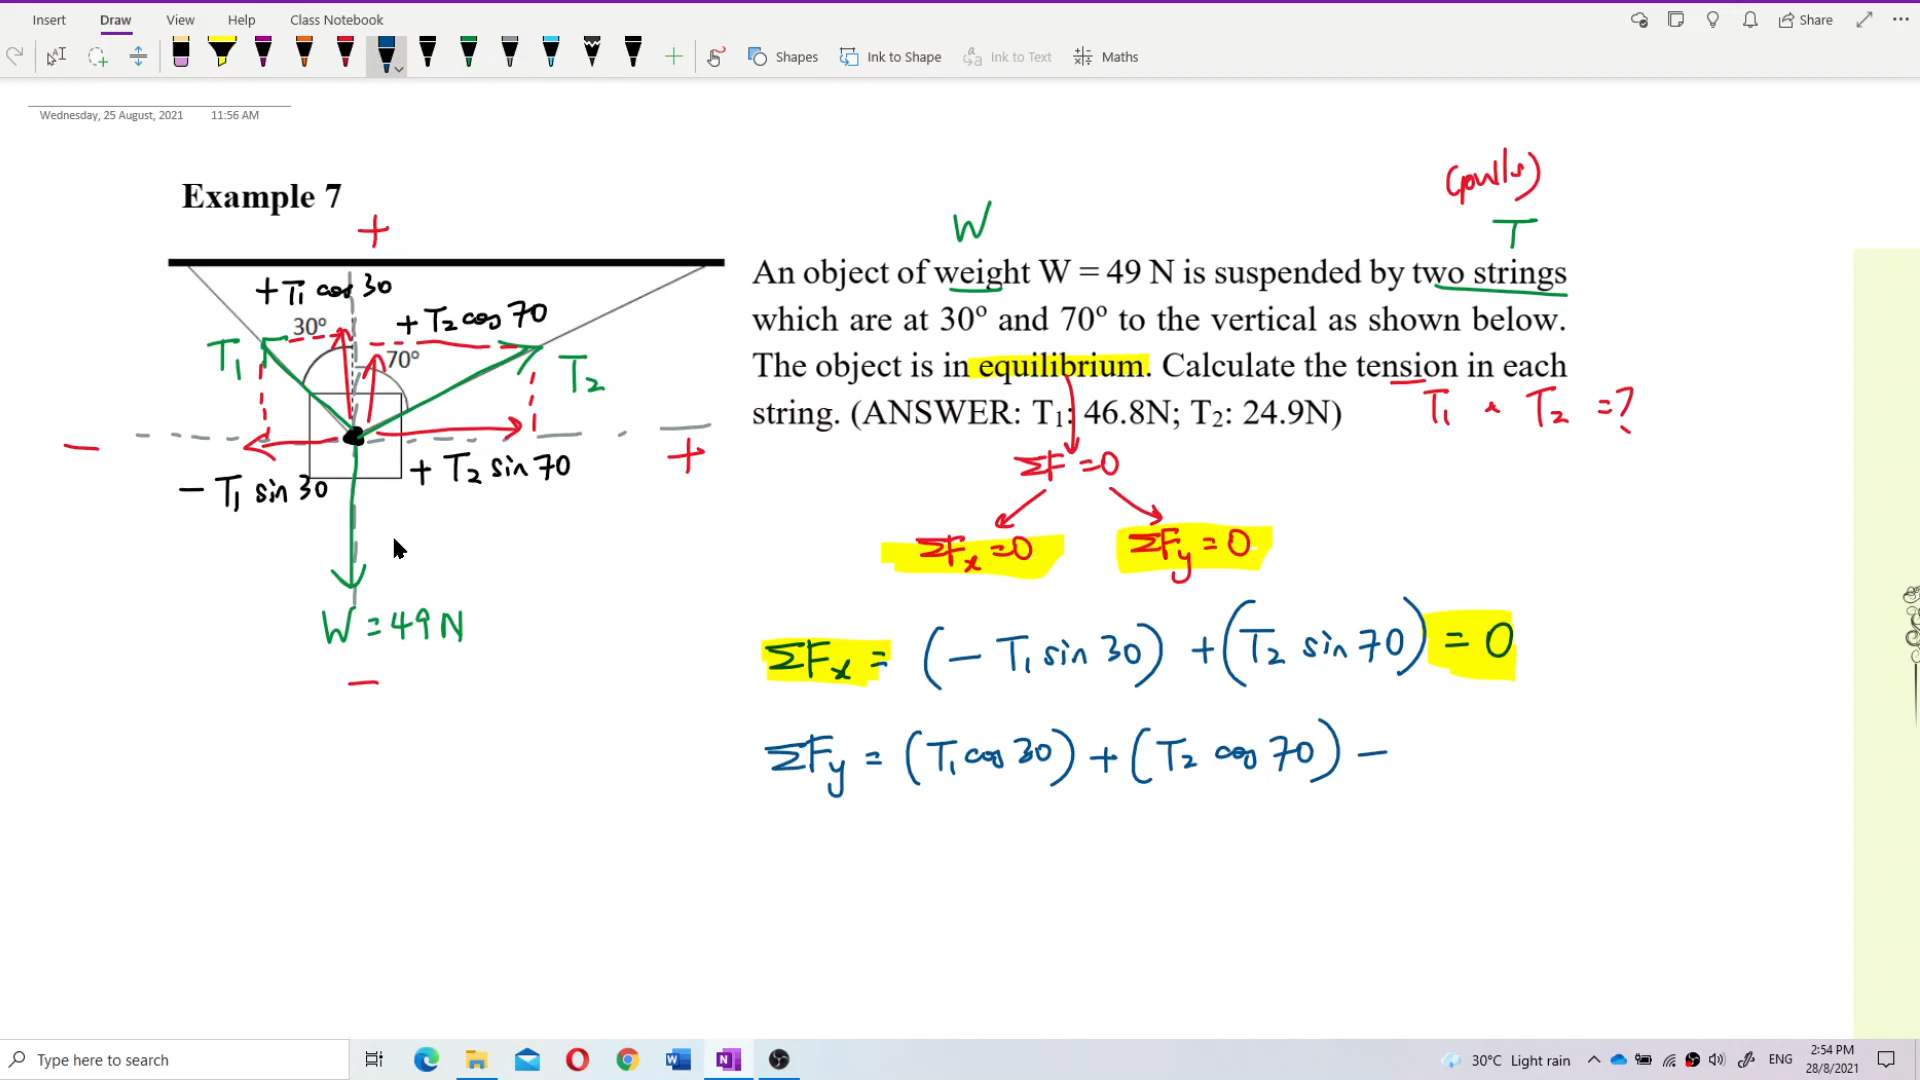 Insert Draw View Help Class Notebook
Share
Shapes Ink to Shape Ink to Text Maths
Wednesday, 25 August, 2021 11:56 AM
Example 7
+
+T₁ cos 30
30°
+ T₂ cos 70
70°
T₁
T₂
−
+
− T₁ sin 30
+ T₂ sin 70
W = 49 N
−
(pulls)
W
T
An object of weight W = 49 N is suspended by two strings
which are at 30° and 70° to the vertical as shown below.
The object is in equilibrium. Calculate the tension in each
string. (ANSWER: T₁: 46.8N; T₂: 24.9N)
T₁ & T₂ = ?
ΣF = 0
ΣFx = 0
ΣFy = 0
ΣFx = (− T₁ sin 30) + (T₂ sin 70) = 0
ΣFy = (T₁ cos 30) + (T₂ cos 70) −
Type here to search
30°C Light rain
ENG
2:54 PM
28/8/2021